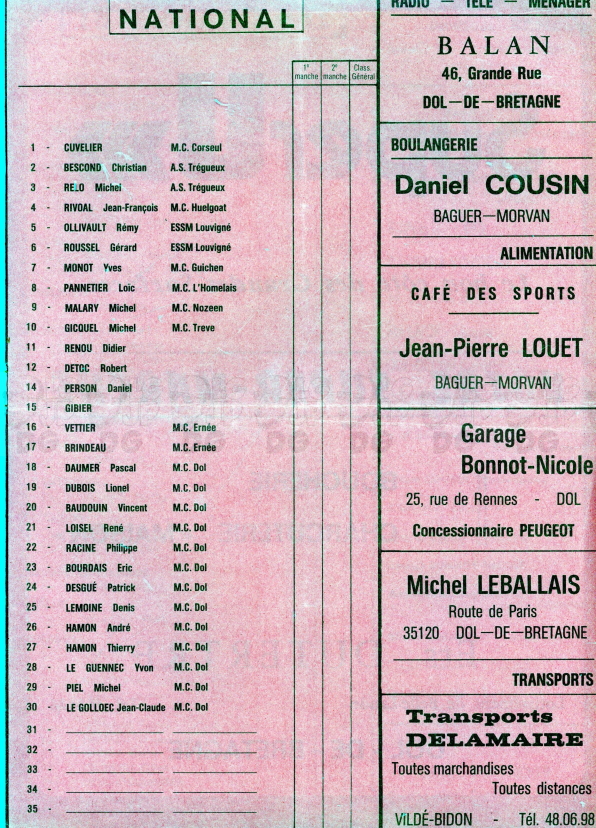 NATIONAL
1e manche 2e manche Class. Général
1 - CUVELIER M.C. Corseul
2 - BESCOND Christian A.S. Trégueux
3 - RELO Michel A.S. Trégueux
4 - RIVOAL Jean-François M.C. Huelgoat
5 - OLLIVAULT Rémy ESSM Louvigné
6 - ROUSSEL Gérard ESSM Louvigné
7 - MONOT Yves M.C. Guichen
8 - PANNETIER Loic M.C. L'Homelais
9 - MALARY Michel M.C. Nozeen
10 - GICQUEL Michel M.C. Treve
11 - RENOU Didier
12 - DETOC Robert
14 - PERSON Daniel
15 - GIBIER
16 - VETTIER M.C. Ernée
17 - BRINDEAU M.C. Ernée
18 - DAUMER Pascal M.C. Dol
19 - DUBOIS Lionel M.C. Dol
20 - BAUDOUIN Vincent M.C. Dol
21 - LOISEL René M.C. Dol
22 - RACINE Philippe M.C. Dol
23 - BOURDAIS Eric M.C. Dol
24 - DESGUÉ Patrick M.C. Dol
25 - LEMOINE Denis M.C. Dol
26 - HAMON André M.C. Dol
27 - HAMON Thierry M.C. Dol
28 - LE GUENNEC Yvon M.C. Dol
29 - PIEL Michel M.C. Dol
30 - LE GOLLOEC Jean-Claude M.C. Dol
31 -
32 -
33 -
34 -
35 -
RADIO — TELE — MENAGER
BALAN
46, Grande Rue
DOL—DE—BRETAGNE
BOULANGERIE
Daniel COUSIN
BAGUER—MORVAN
ALIMENTATION
CAFÉ DES SPORTS
Jean-Pierre LOUET
BAGUER—MORVAN
Garage
Bonnot-Nicole
25, rue de Rennes - DOL
Concessionnaire PEUGEOT
Michel LEBALLAIS
Route de Paris
35120 DOL—DE—BRETAGNE
TRANSPORTS
Transports
DELAMAIRE
Toutes marchandises
Toutes distances
VILDÉ-BIDON - Tél. 48.06.98